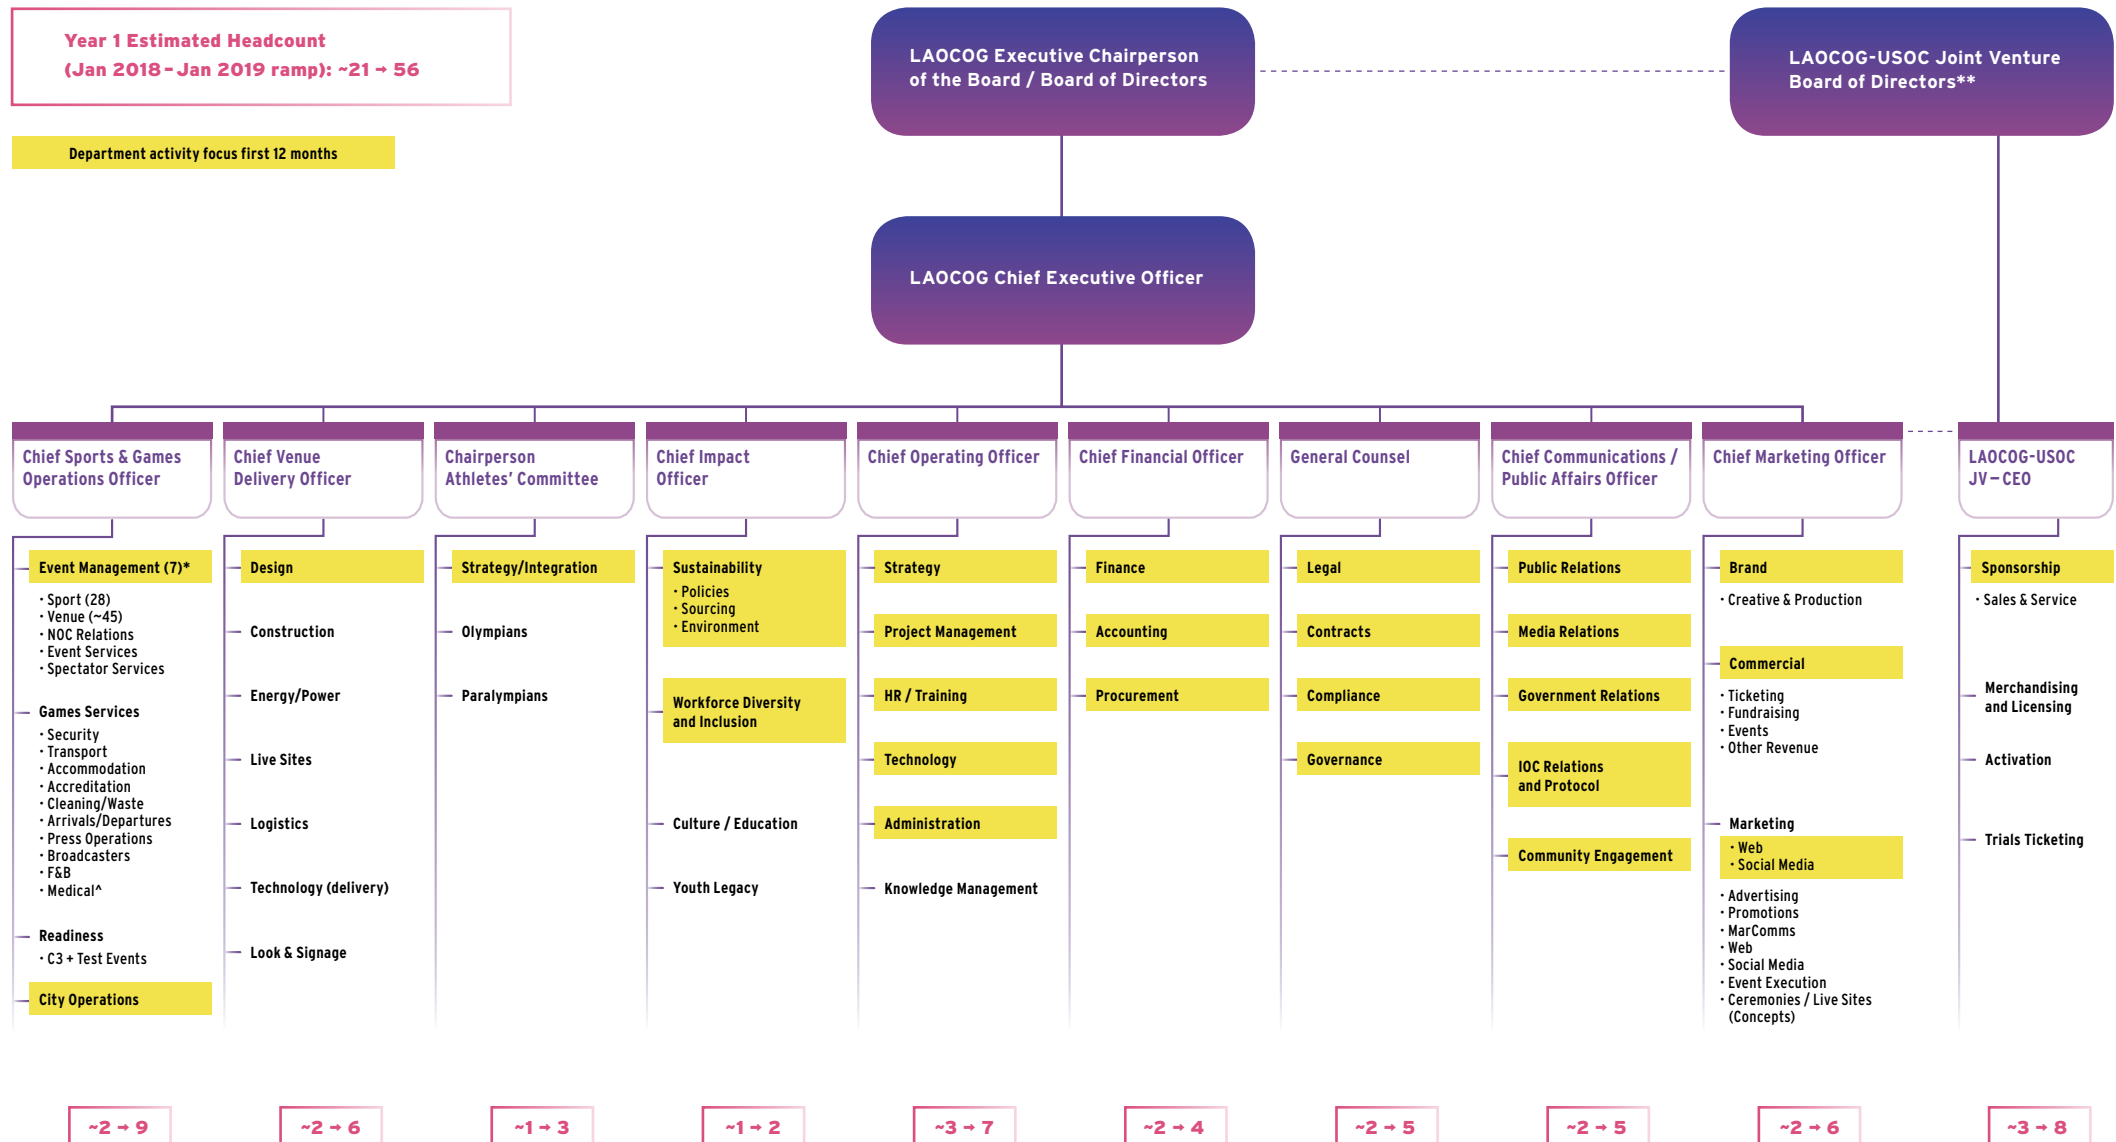 Year 1 Estimated Headcount
(Jan 2018 – Jan 2019 ramp): ~21 → 56
Department activity focus first 12 months
LAOCOG Executive Chairperson
of the Board / Board of Directors
LAOCOG-USOC Joint Venture
Board of Directors**
LAOCOG Chief Executive Officer
Chief Sports & Games
Operations Officer
Event Management (7)*
· Sport (28)
· Venue (~45)
· NOC Relations
· Event Services
· Spectator Services
Games Services
· Security
· Transport
· Accommodation
· Accreditation
· Cleaning/Waste
· Arrivals/Departures
· Press Operations
· Broadcasters
· F&B
· Medical^
Readiness
· C3 + Test Events
City Operations
~2 → 9
Chief Venue
Delivery Officer
Design
Construction
Energy/Power
Live Sites
Logistics
Technology (delivery)
Look & Signage
~2 → 6
Chairperson
Athletes’ Committee
Strategy/Integration
Olympians
Paralympians
~1 → 3
Chief Impact
Officer
Sustainability
· Policies
· Sourcing
· Environment
Workforce Diversity
and Inclusion
Culture / Education
Youth Legacy
~1 → 2
Chief Operating Officer
Strategy
Project Management
HR / Training
Technology
Administration
Knowledge Management
~3 → 7
Chief Financial Officer
Finance
Accounting
Procurement
~2 → 4
General Counsel
Legal
Contracts
Compliance
Governance
~2 → 5
Chief Communications /
Public Affairs Officer
Public Relations
Media Relations
Government Relations
IOC Relations
and Protocol
Community Engagement
~2 → 5
Chief Marketing Officer
Brand
· Creative & Production
Commercial
· Ticketing
· Fundraising
· Events
· Other Revenue
Marketing
· Web
· Social Media
· Advertising
· Promotions
· MarComms
· Web
· Social Media
· Event Execution
· Ceremonies / Live Sites
(Concepts)
~2 → 6
LAOCOG-USOC
JV – CEO
Sponsorship
· Sales & Service
Merchandising
and Licensing
Activation
Trials Ticketing
~3 → 8